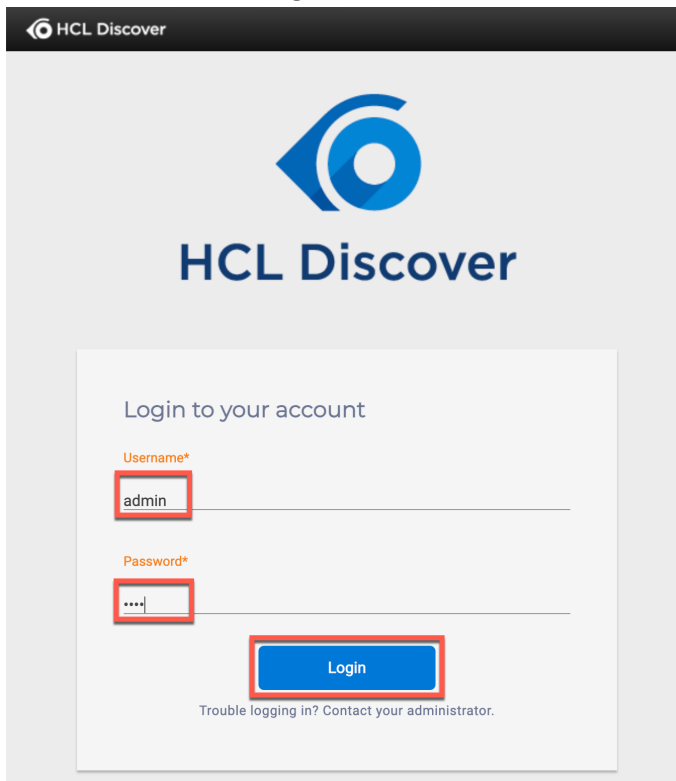 HCL Discover
HCL Discover
Login to your account
Username*
admin
Password*
••••
Login
Trouble logging in? Contact your administrator.